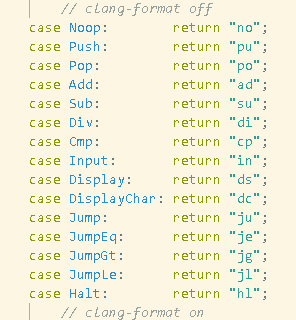 // clang-format off
case Noop:        return "no";
case Push:        return "pu";
case Pop:         return "po";
case Add:         return "ad";
case Sub:         return "su";
case Div:         return "di";
case Cmp:         return "cp";
case Input:       return "in";
case Display:     return "ds";
case DisplayChar: return "dc";
case Jump:        return "ju";
case JumpEq:      return "je";
case JumpGt:      return "jg";
case JumpLe:      return "jl";
case Halt:        return "hl";
// clang-format on